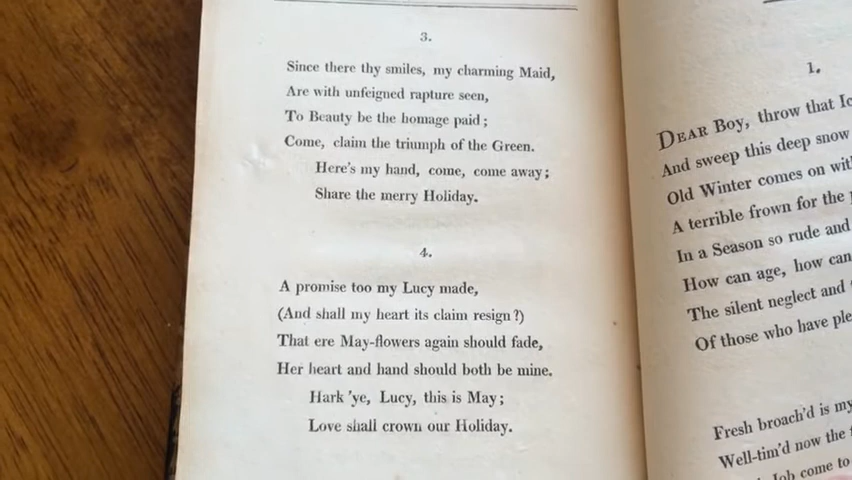 3.
Since there thy smiles, my charming Maid,
Are with unfeigned rapture seen,
To Beauty be the homage paid;
Come, claim the triumph of the Green.
Here's my hand, come, come away;
Share the merry Holiday.
4.
A promise too my Lucy made,
(And shall my heart its claim resign?)
That ere May-flowers again should fade,
Her heart and hand should both be mine.
Hark 'ye, Lucy, this is May;
Love shall crown our Holiday.
1.
DEAR Boy, throw that
And sweep this deep snow
Old Winter comes on
A terrible frown for the
In a Season so rude and
How can age, how can
The silent neglect and
Of those who have
Fresh broach'd is my
Well-tim'd now the
Job come to